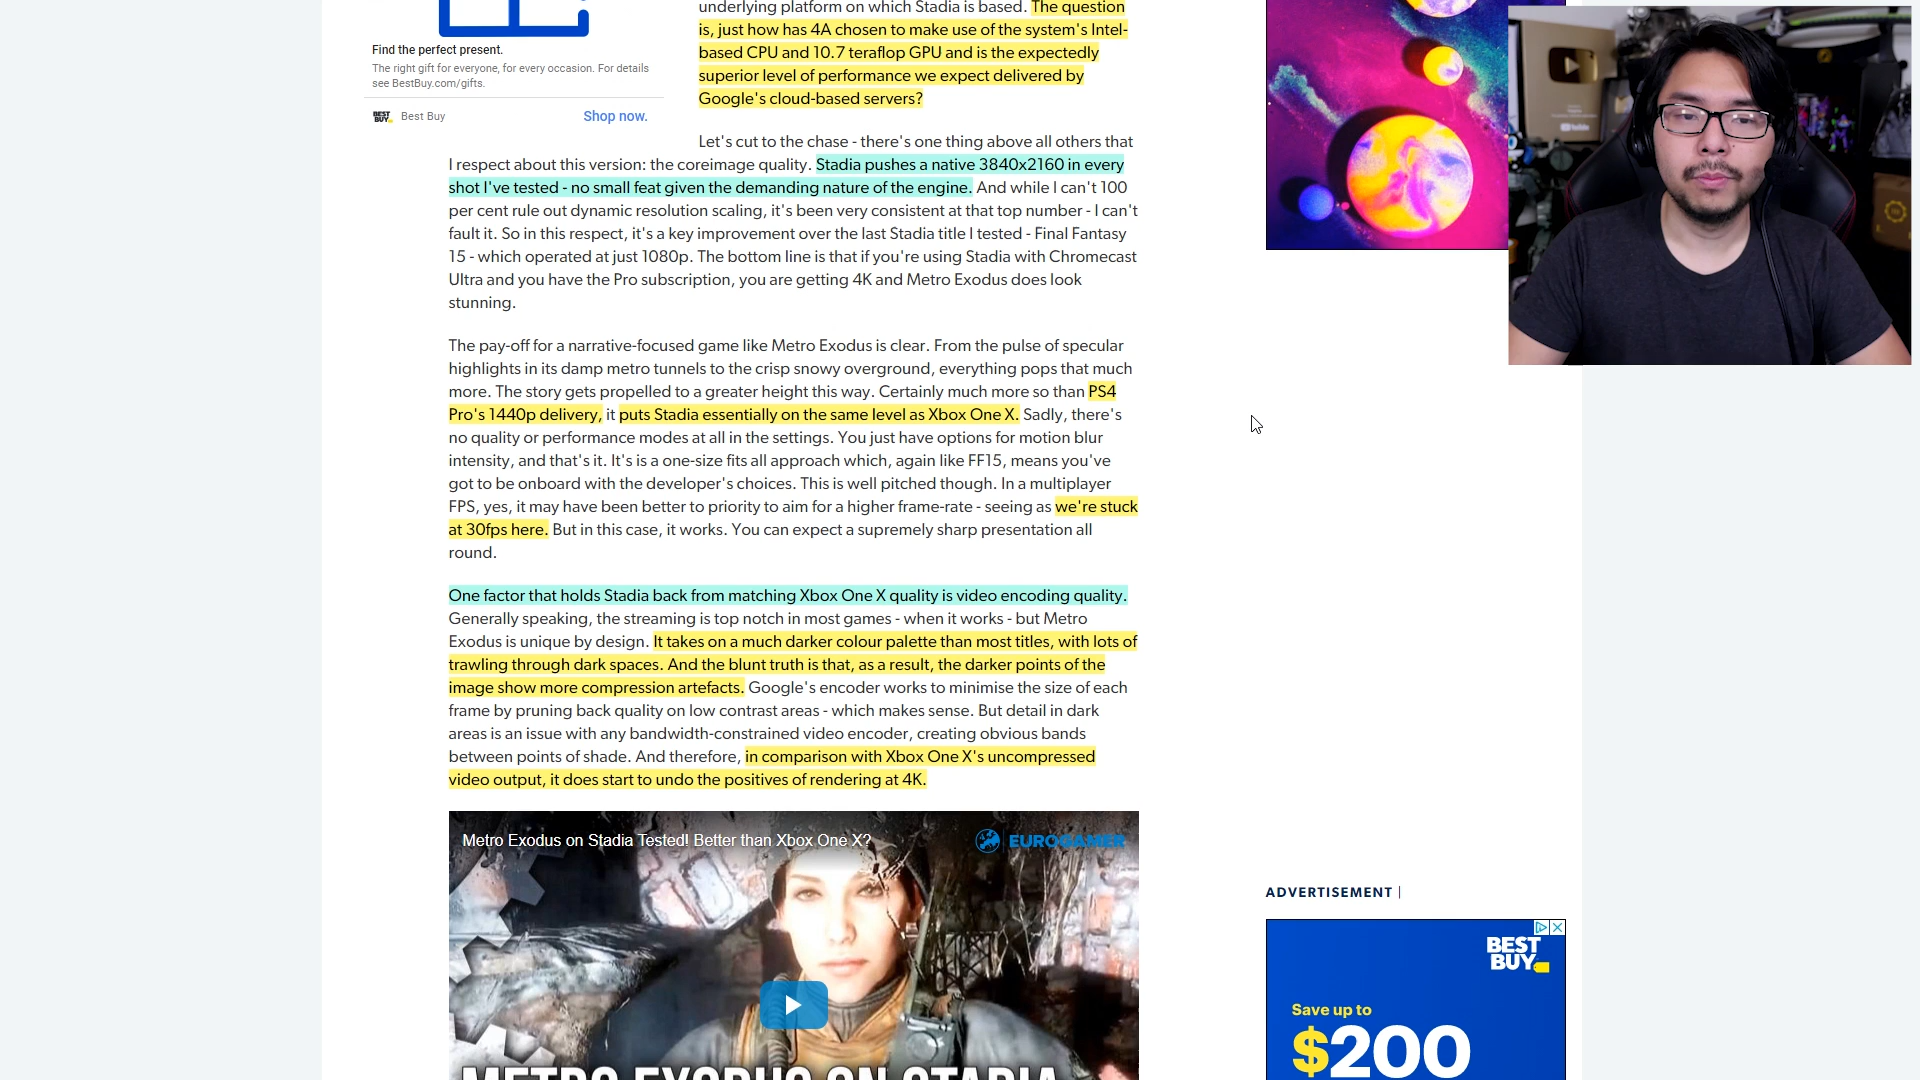 Find the perfect present.
The right gift for everyone, for every occasion. For details
see BestBuy.com/gifts.
BEST
BUY
Best Buy
Shop now.
underlying platform on which Stadia is based. The question
is, just how has 4A chosen to make use of the system's Intel-
based CPU and 10.7 teraflop GPU and is the expectedly
superior level of performance we expect delivered by
Google's cloud-based servers?
Let's cut to the chase - there's one thing above all others that
I respect about this version: the coreimage quality. Stadia pushes a native 3840x2160 in every
shot I've tested - no small feat given the demanding nature of the engine. And while I can't 100
per cent rule out dynamic resolution scaling, it's been very consistent at that top number - I can't
fault it. So in this respect, it's a key improvement over the last Stadia title I tested - Final Fantasy
15 - which operated at just 1080p. The bottom line is that if you're using Stadia with Chromecast
Ultra and you have the Pro subscription, you are getting 4K and Metro Exodus does look
stunning.
The pay-off for a narrative-focused game like Metro Exodus is clear. From the pulse of specular
highlights in its damp metro tunnels to the crisp snowy overground, everything pops that much
more. The story gets propelled to a greater height this way. Certainly much more so than PS4
Pro's 1440p delivery, it puts Stadia essentially on the same level as Xbox One X. Sadly, there's
no quality or performance modes at all in the settings. You just have options for motion blur
intensity, and that's it. It's is a one-size fits all approach which, again like FF15, means you've
got to be onboard with the developer's choices. This is well pitched though. In a multiplayer
FPS, yes, it may have been better to priority to aim for a higher frame-rate - seeing as we're stuck
at 30fps here. But in this case, it works. You can expect a supremely sharp presentation all
round.
One factor that holds Stadia back from matching Xbox One X quality is video encoding quality.
Generally speaking, the streaming is top notch in most games - when it works - but Metro
Exodus is unique by design. It takes on a much darker colour palette than most titles, with lots of
trawling through dark spaces. And the blunt truth is that, as a result, the darker points of the
image show more compression artefacts. Google's encoder works to minimise the size of each
frame by pruning back quality on low contrast areas - which makes sense. But detail in dark
areas is an issue with any bandwidth-constrained video encoder, creating obvious bands
between points of shade. And therefore, in comparison with Xbox One X's uncompressed
video output, it does start to undo the positives of rendering at 4K.
Metro Exodus on Stadia Tested! Better than Xbox One X?
EUROGAMER
METRO EXODUS ON STADIA
YouTube
ADVERTISEMENT |
BEST
BUY
Save up to
$200